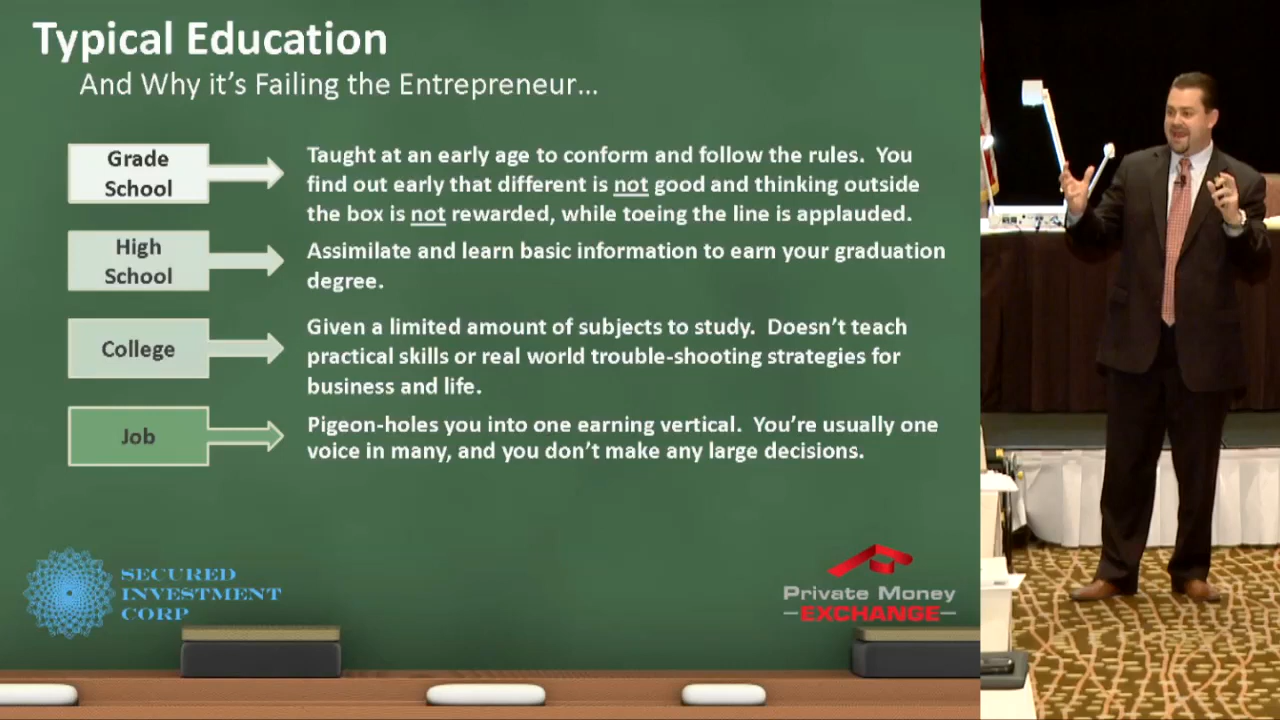 Typical Education
And Why it's Failing the Entrepreneur...
Grade
School
Taught at an early age to conform and follow the rules.  You
find out early that different is not good and thinking outside
the box is not rewarded, while toeing the line is applauded.
High
School
Assimilate and learn basic information to earn your graduation
degree.
College
Given a limited amount of subjects to study.  Doesn't teach
practical skills or real world trouble-shooting strategies for
business and life.
Job
Pigeon-holes you into one earning vertical.  You're usually one
voice in many, and you don't make any large decisions.
SECURED
INVESTMENT
CORP
Private Money
EXCHANGE